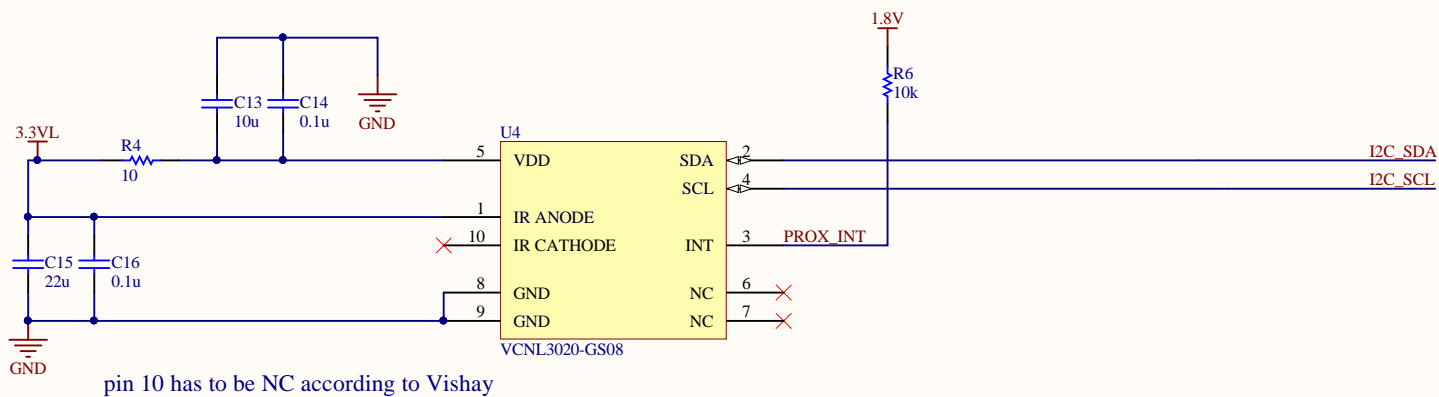 1.8V
R6
10k
C13
10u
C14
0.1u
GND
3.3VL
R4
10
U4
5
VDD
SDA
2
I2C_SDA
SCL
4
I2C_SCL
1
IR ANODE
10
IR CATHODE
INT
3
PROX_INT
C15
22u
C16
0.1u
8
GND
NC
6
9
GND
NC
7
VCNL3020-GS08
GND
pin 10 has to be NC according to Vishay